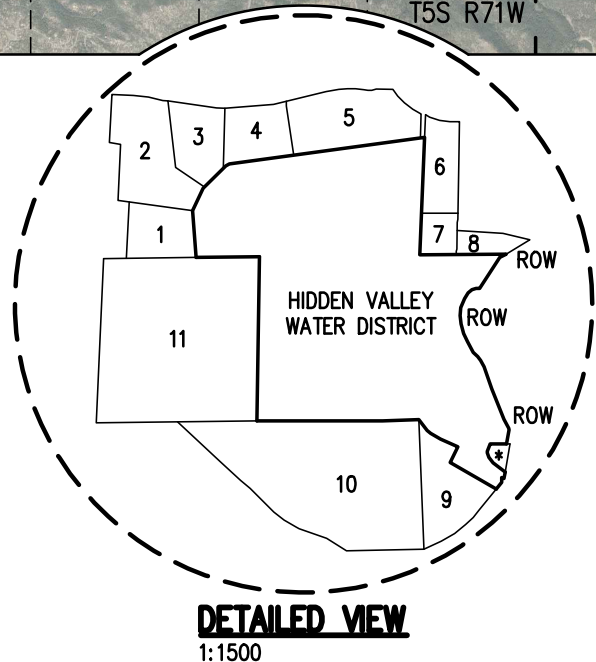 T5S R71W
5
3
4
2
6
1
7
8
ROW
HIDDEN VALLEY
WATER DISTRICT
ROW
11
ROW
*
10
9
DETAILED VIEW
1:1500